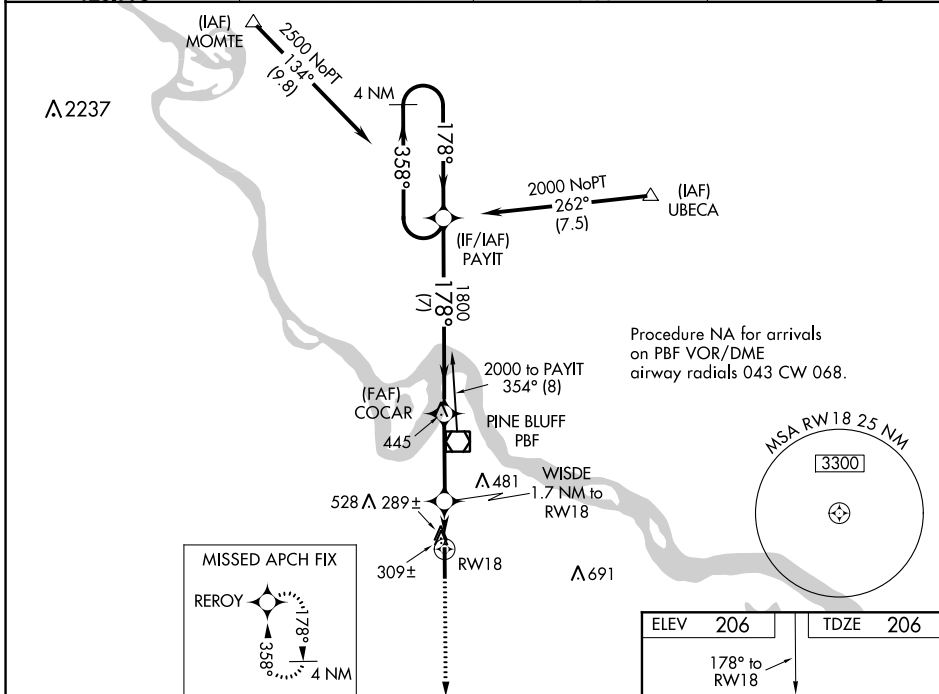 (IAF)
MOMTE
2500 NoPT
134°
(9.8)
2237
4 NM
178°
358°
2000 NoPT
262°
(7.5)
(IAF)
UBECA
(IF/IAF)
PAYIT
1800
178°
(7)
Procedure NA for arrivals
on PBF VOR/DME
airway radials 043 CW 068.
2000 to PAYIT
354° (8)
(FAF)
COCAR
445
PINE BLUFF
PBF
MSA RW18 25 NM
3300
481
WISDE
1.7 NM to
RW18
528
289±
309±
RW18
691
MISSED APCH FIX
REROY
178°
358°
4 NM
ELEV 206
TDZE 206
178° to
RW18